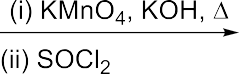 (i) KMnO₄, KOH, Δ
(ii) SOCl₂